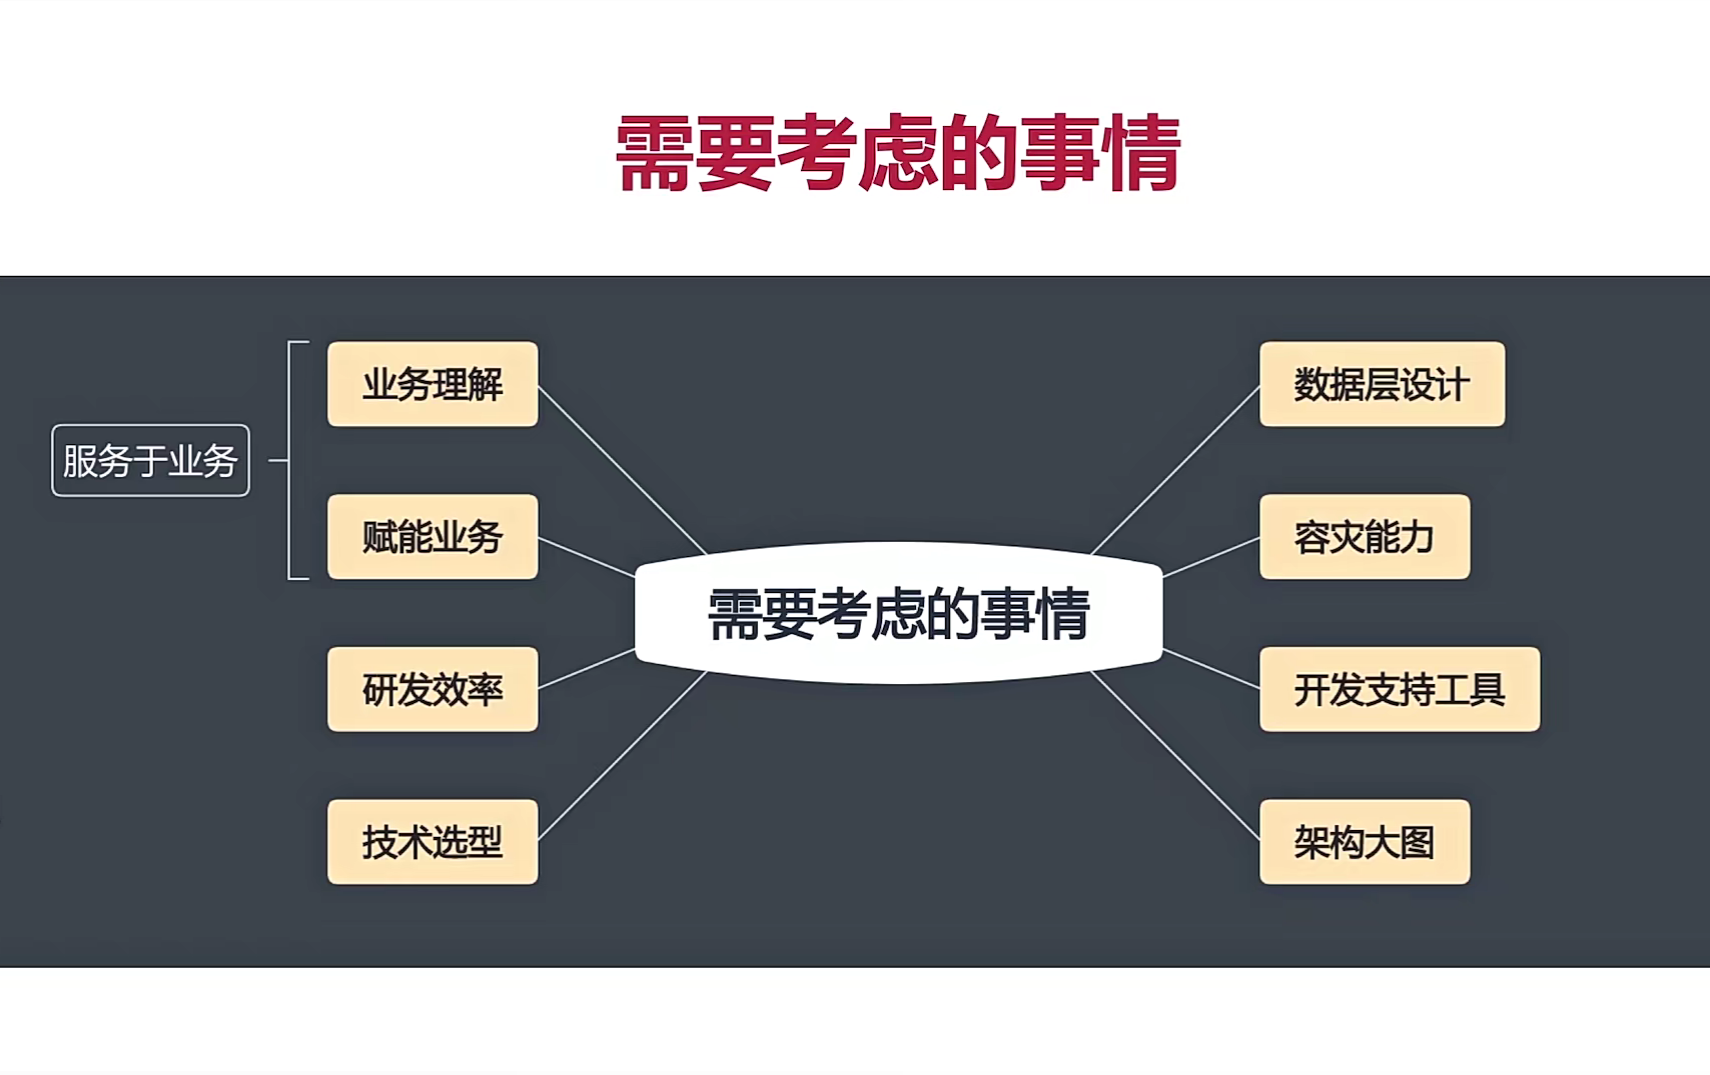 需要考虑的事情
服务于业务
业务理解
赋能业务
研发效率
技术选型
需要考虑的事情
数据层设计
容灾能力
开发支持工具
架构大图